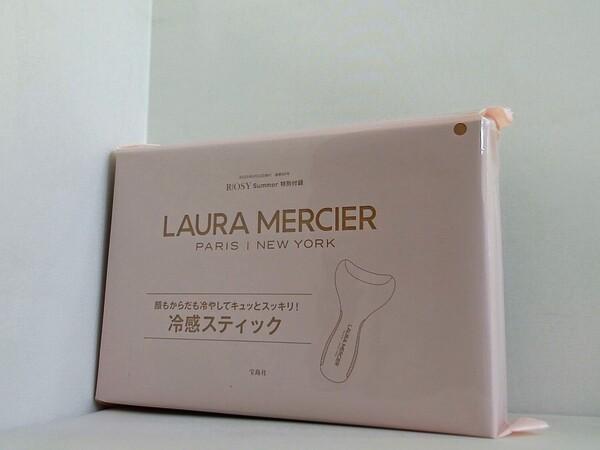 R(OSY Summer 特別付録
LAURA MERCIER
PARIS | NEW YORK
顔もからだも冷やしてキュッとスッキリ!
冷感スティック
LAURA MERCIER
宝島社